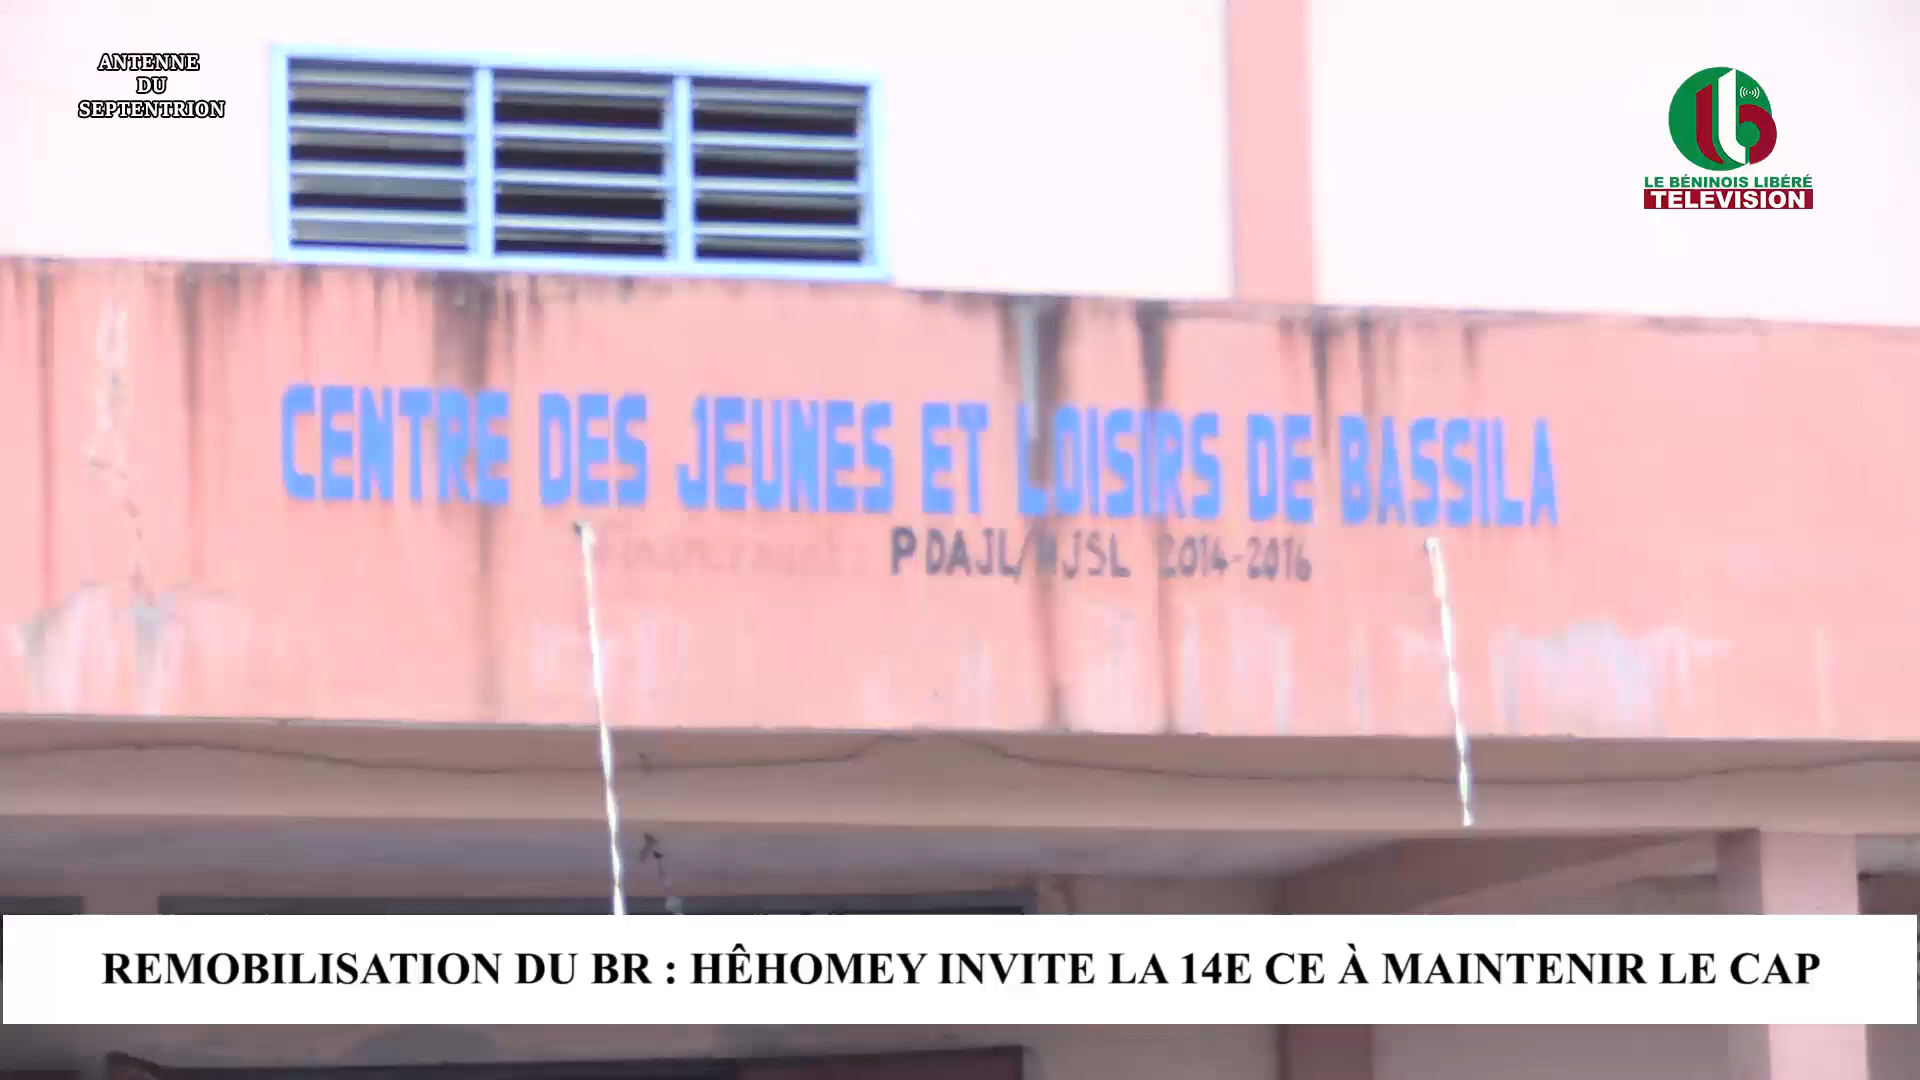 ANTENNE
DU
SEPTENTRION
LE BÉNINOIS LIBÉRÉ
TELEVISION
CENTRE DES JEUNES ET LOISIRS DE BASSILA
PDAJL/MJSL 2014-2016
REMOBILISATION DU BR : HÊHOMEY INVITE LA 14E CE À MAINTENIR LE CAP